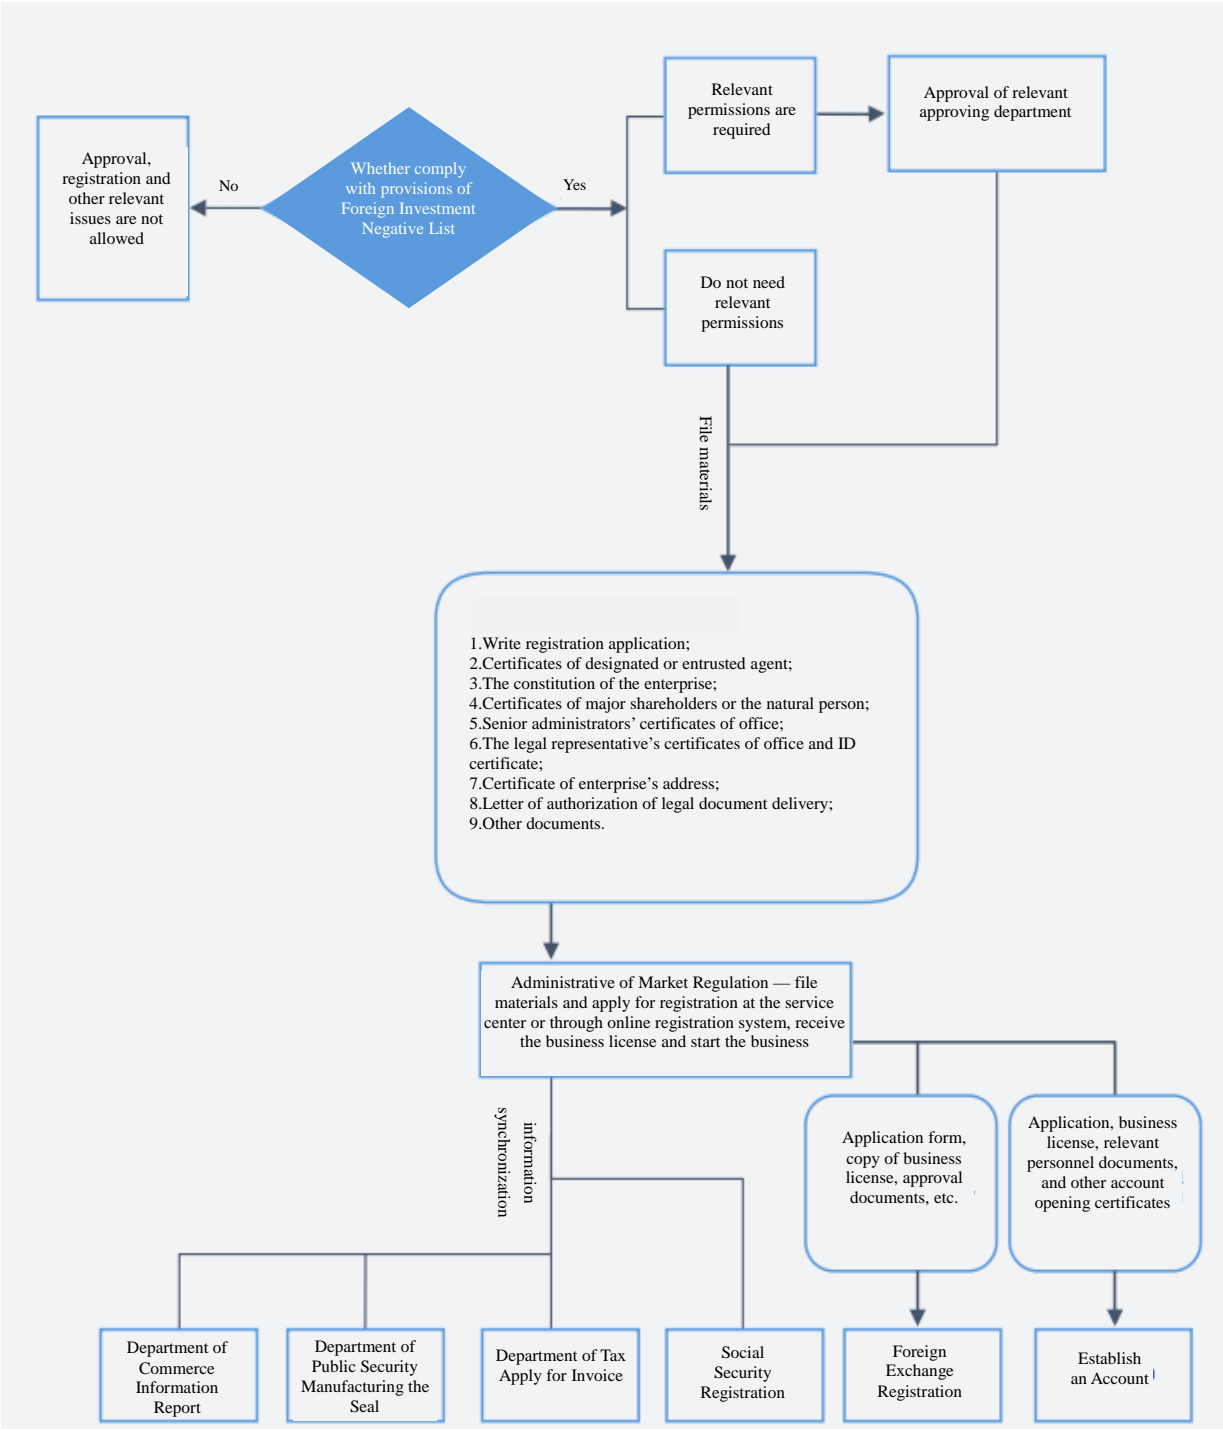 Relevant
permissions are
required
Approval of relevant
approving department
Approval,
registration and
other relevant
issues are not
allowed
No
Whether comply
with provisions of
Foreign Investment
Negative List
Yes
Do not need
relevant
permissions
File materials
1.Write registration application;
2.Certificates of designated or entrusted agent;
3.The constitution of the enterprise;
4.Certificates of major shareholders or the natural person;
5.Senior administrators’ certificates of office;
6.The legal representative’s certificates of office and ID
certificate;
7.Certificate of enterprise’s address;
8.Letter of authorization of legal document delivery;
9.Other documents.
Administrative of Market Regulation — file
materials and apply for registration at the service
center or through online registration system, receive
the business license and start the business
information
synchronization
Application form,
copy of business
license, approval
documents, etc.
Application, business
license, relevant
personnel documents,
and other account
opening certificates
Department of
Commerce
Information
Report
Department of
Public Security
Manufacturing the
Seal
Department of Tax
Apply for Invoice
Social
Security
Registration
Foreign
Exchange
Registration
Establish
an Account